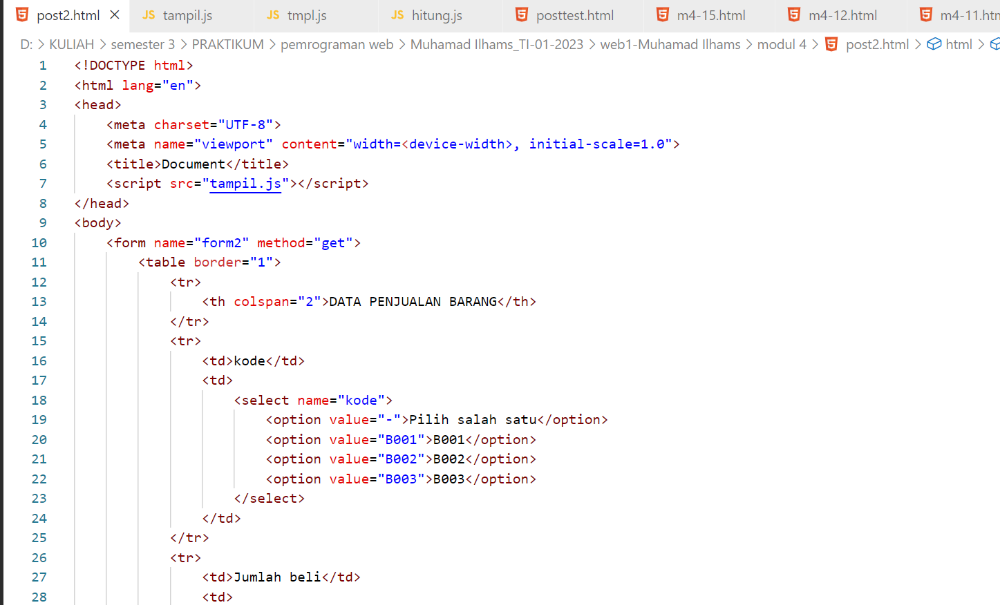 post2.html × JS tampil.js JS tmpl.js JS hitung.js posttest.html m4-15.html m4-12.html m4-11.htm
D: > KULIAH > semester 3 > PRAKTIKUM > pemrograman web > Muhamad Ilhams_TI-01-2023 > web1-Muhamad Ilhams > modul 4 > post2.html > html >
1 <!DOCTYPE html>
2 <html lang="en">
3 <head>
4 <meta charset="UTF-8">
5 <meta name="viewport" content="width=<device-width>, initial-scale=1.0">
6 <title>Document</title>
7 <script src="tampil.js"></script>
8 </head>
9 <body>
10 <form name="form2" method="get">
11 <table border="1">
12 <tr>
13 <th colspan="2">DATA PENJUALAN BARANG</th>
14 </tr>
15 <tr>
16 <td>kode</td>
17 <td>
18 <select name="kode">
19 <option value="-">Pilih salah satu</option>
20 <option value="B001">B001</option>
21 <option value="B002">B002</option>
22 <option value="B003">B003</option>
23 </select>
24 </td>
25 </tr>
26 <tr>
27 <td>Jumlah beli</td>
28 <td>